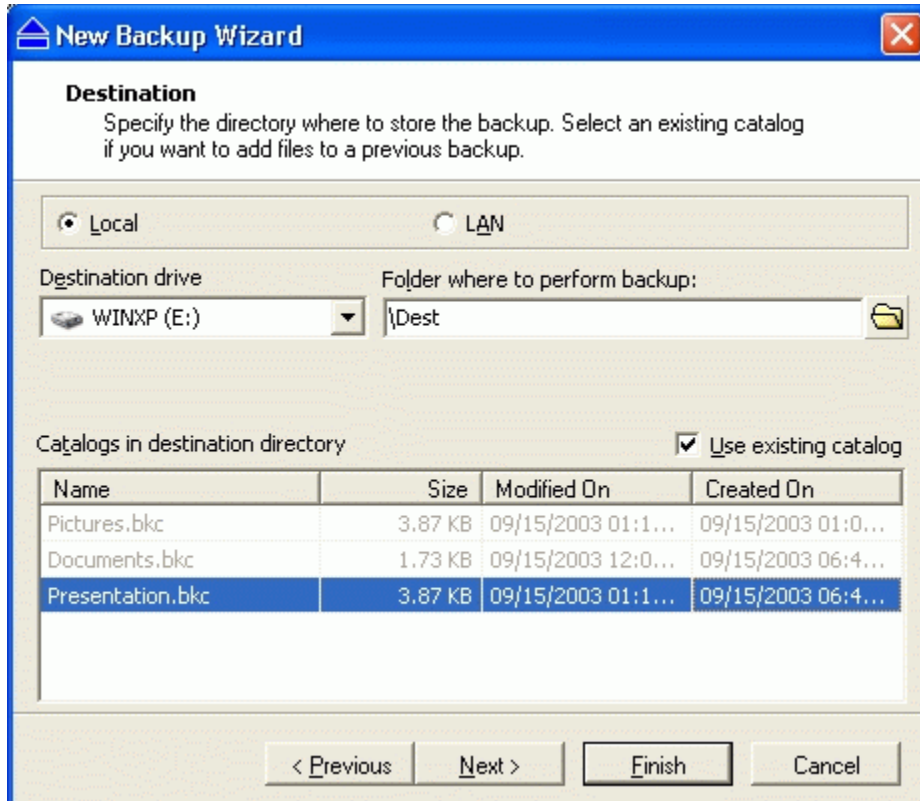 New Backup Wizard
Destination
Specify the directory where to store the backup. Select an existing catalog
if you want to add files to a previous backup.
Local LAN
Destination drive Folder where to perform backup:
WINXP (E:) \Dest
Catalogs in destination directory Use existing catalog
Name Size Modified On Created On
Pictures.bkc 3.87 KB 09/15/2003 01:1... 09/15/2003 01:0...
Documents.bkc 1.73 KB 09/15/2003 12:0... 09/15/2003 06:4...
Presentation.bkc 3.87 KB 09/15/2003 01:1... 09/15/2003 06:4...
< Previous Next > Finish Cancel